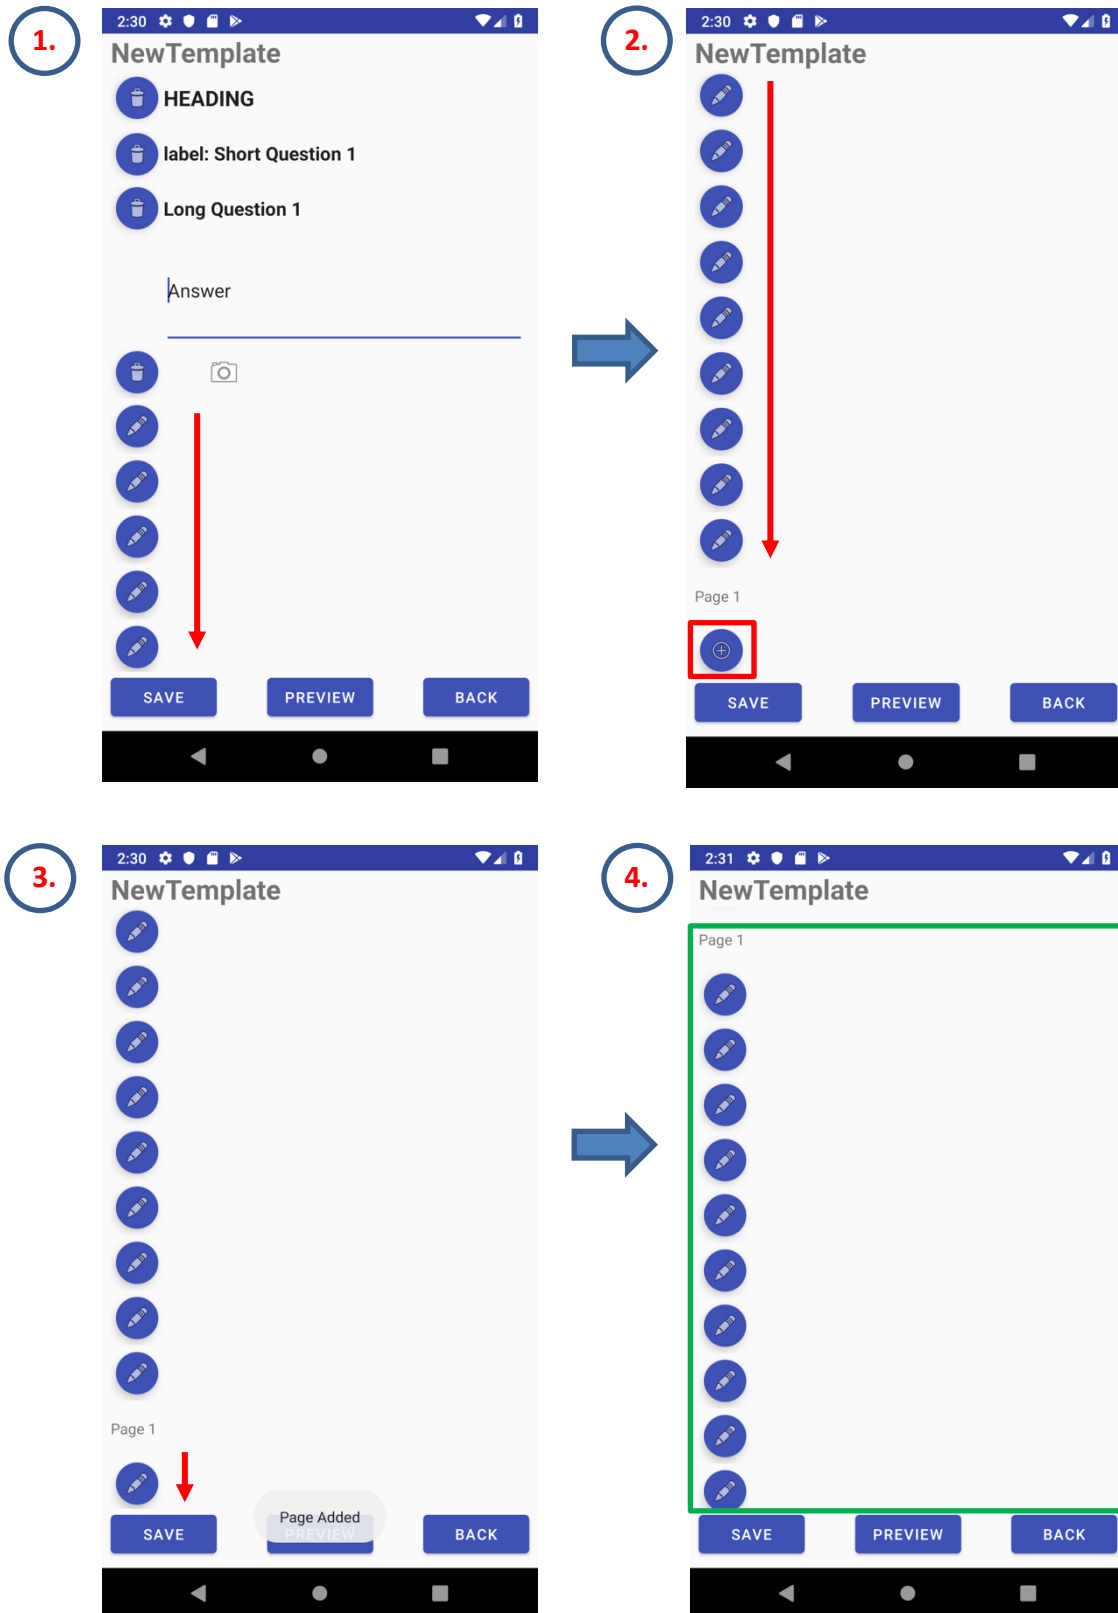 1.
2:30
NewTemplate
HEADING
label: Short Question 1
Long Question 1
Answer
SAVE PREVIEW BACK
2.
2:30
NewTemplate
Page 1
SAVE PREVIEW BACK
3.
2:30
NewTemplate
Page 1
Page Added
SAVE PREVIEW BACK
4.
2:31
NewTemplate
Page 1
SAVE PREVIEW BACK